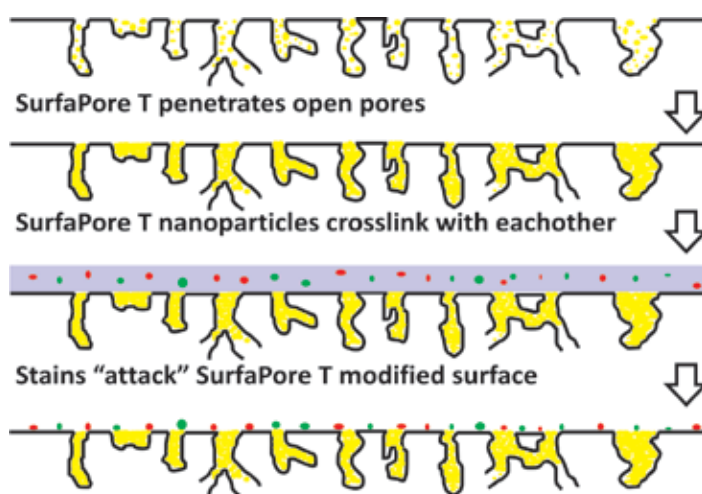 SurfaPore T penetrates open pores
SurfaPore T nanoparticles crosslink with eachother
Stains “attack” SurfaPore T modified surface